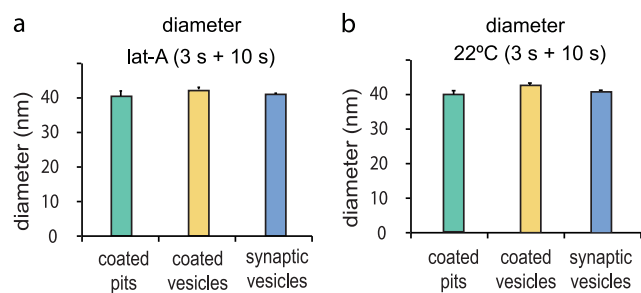 a
diameter
lat-A (3 s + 10 s)
diameter (nm)
40
30
20
10
0
coated pits
coated vesicles
synaptic vesicles
b
diameter
22ºC (3 s + 10 s)
diameter (nm)
50
40
30
20
10
0
coated pits
coated vesicles
synaptic vesicles